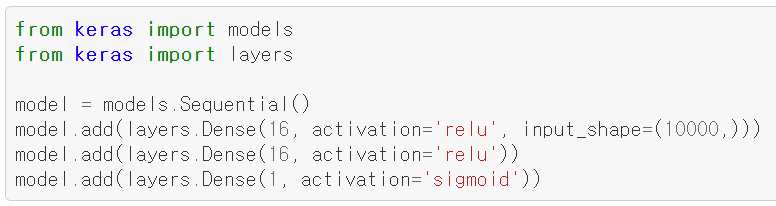 from keras import models
from keras import layers

model = models.Sequential()
model.add(layers.Dense(16, activation='relu', input_shape=(10000,)))
model.add(layers.Dense(16, activation='relu'))
model.add(layers.Dense(1, activation='sigmoid'))